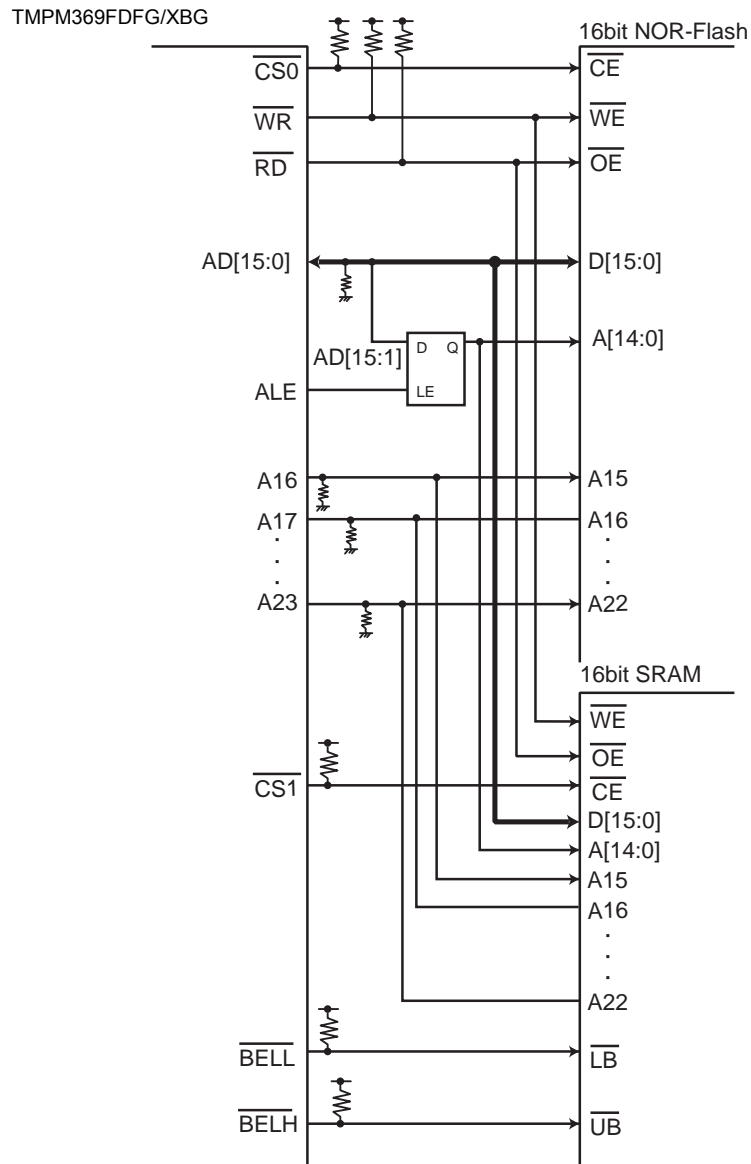 TMPM369FDFG/XBG
16bit NOR-Flash
CS0
CE
WR
WE
RD
OE
AD[15:0]
D[15:0]
AD[15:1]
D Q
A[14:0]
ALE
LE
A16
A15
A17
A16
A23
A22
16bit SRAM
WE
OE
CS1
CE
D[15:0]
A[14:0]
A15
A16
A22
BELL
LB
BELH
UB